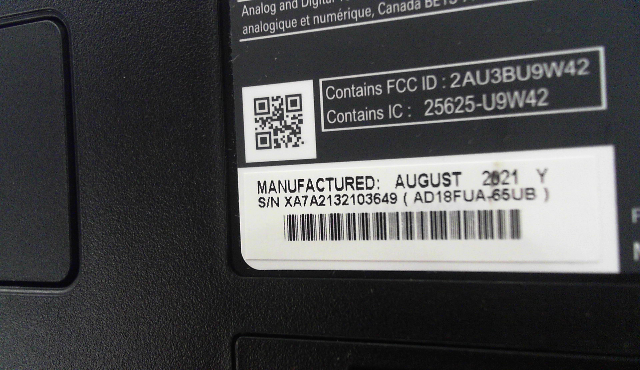 Analog and Digital
analogique et numérique, Canada
Contains FCC ID : 2AU3BU9W42
Contains IC : 25625-U9W42
MANUFACTURED: AUGUST 2021 Y
S/N XA7A2132103649 ( AD18FUA-65UB )